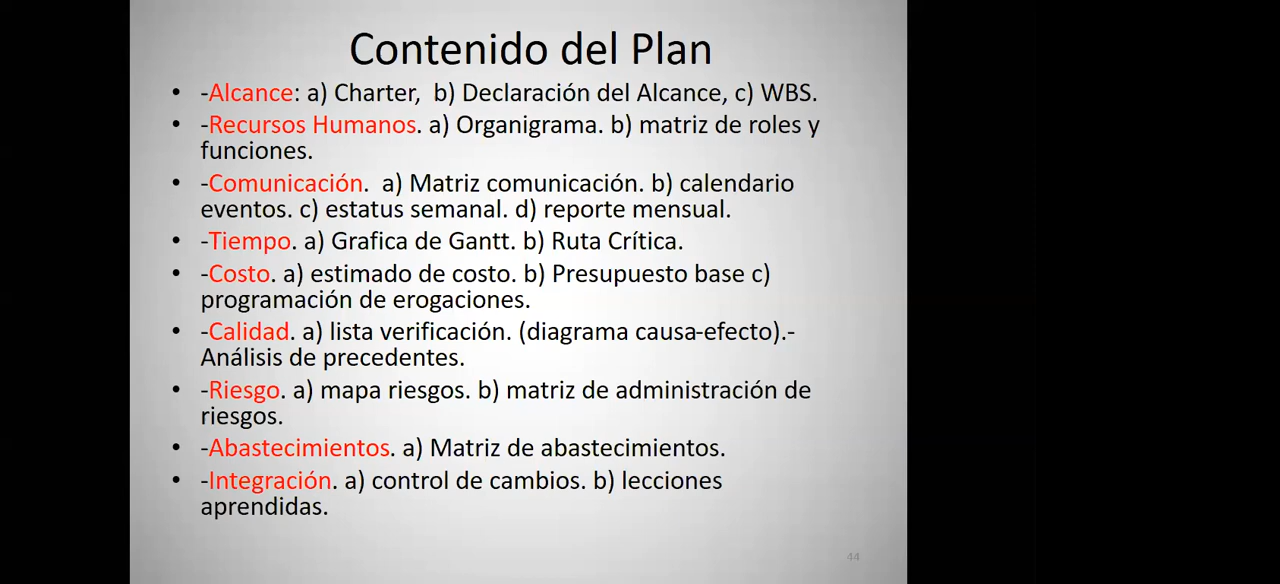 Contenido del Plan
• -Alcance: a) Charter,  b) Declaración del Alcance, c) WBS.
• -Recursos Humanos. a) Organigrama. b) matriz de roles y
funciones.
• -Comunicación.  a) Matriz comunicación. b) calendario
eventos. c) estatus semanal. d) reporte mensual.
• -Tiempo. a) Grafica de Gantt. b) Ruta Crítica.
• -Costo. a) estimado de costo. b) Presupuesto base c)
programación de erogaciones.
• -Calidad. a) lista verificación. (diagrama causa-efecto).-
Análisis de precedentes.
• -Riesgo. a) mapa riesgos. b) matriz de administración de
riesgos.
• -Abastecimientos. a) Matriz de abastecimientos.
• -Integración. a) control de cambios. b) lecciones
aprendidas.
44